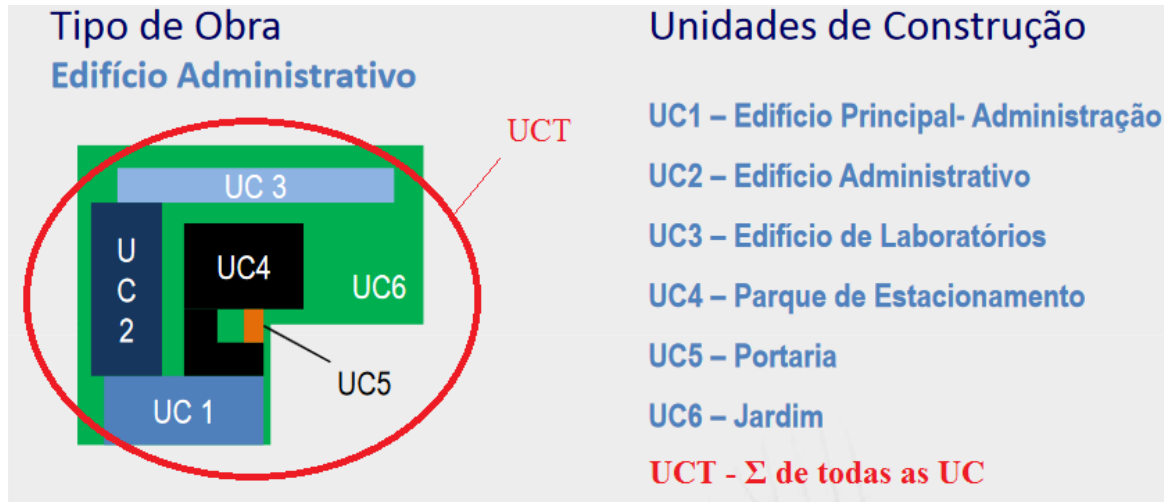 Tipo de Obra
Edifício Administrativo
UCT
UC 3
U
C
2
UC4
UC6
UC5
UC 1
Unidades de Construção
UC1 – Edifício Principal- Administração
UC2 – Edifício Administrativo
UC3 – Edifício de Laboratórios
UC4 – Parque de Estacionamento
UC5 – Portaria
UC6 – Jardim
UCT - Σ de todas as UC